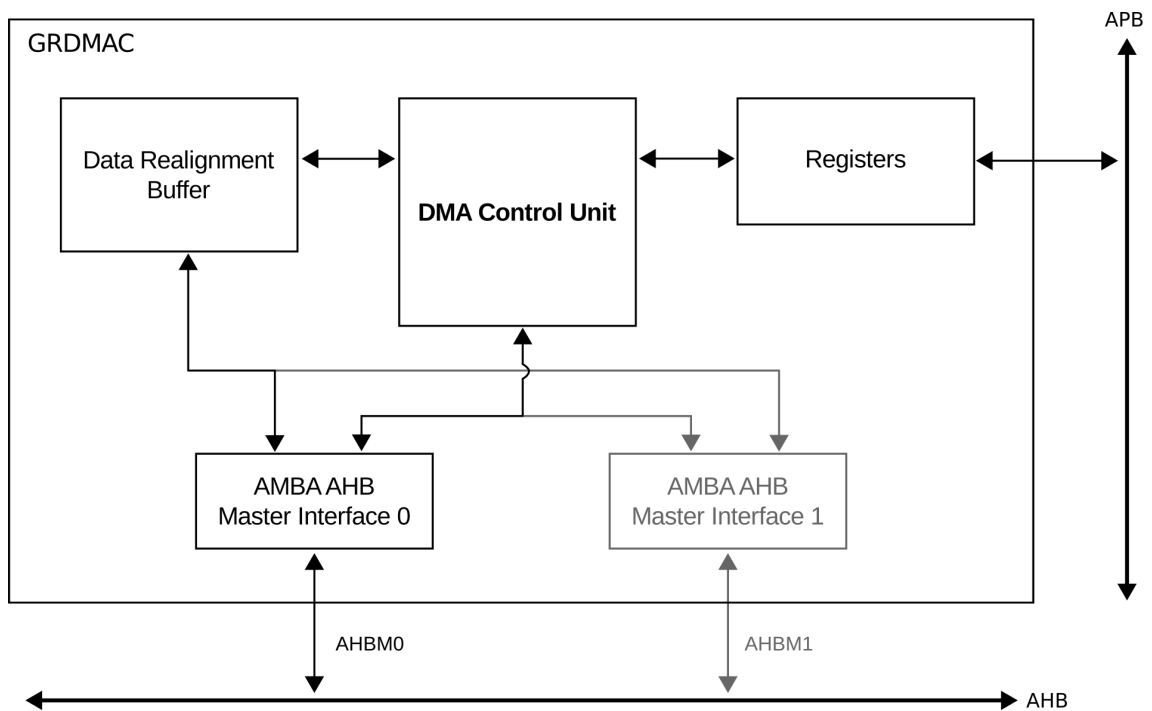 APB
GRDMAC
Data Realignment
Buffer
DMA Control Unit
Registers
AMBA AHB
Master Interface 0
AMBA AHB
Master Interface 1
AHBM0
AHBM1
AHB